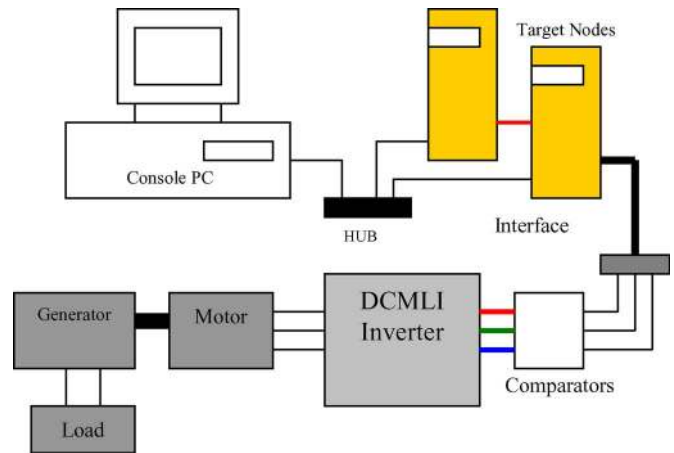 Target Nodes
Console PC
HUB
Interface
Generator
Motor
DCMLI
Inverter
Comparators
Load